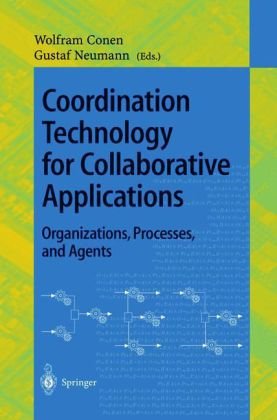 Wolfram Conen
Gustaf Neumann (Eds.)
Coordination
Technology
for Collaborative
Applications
Organizations, Processes,
and Agents
Springer